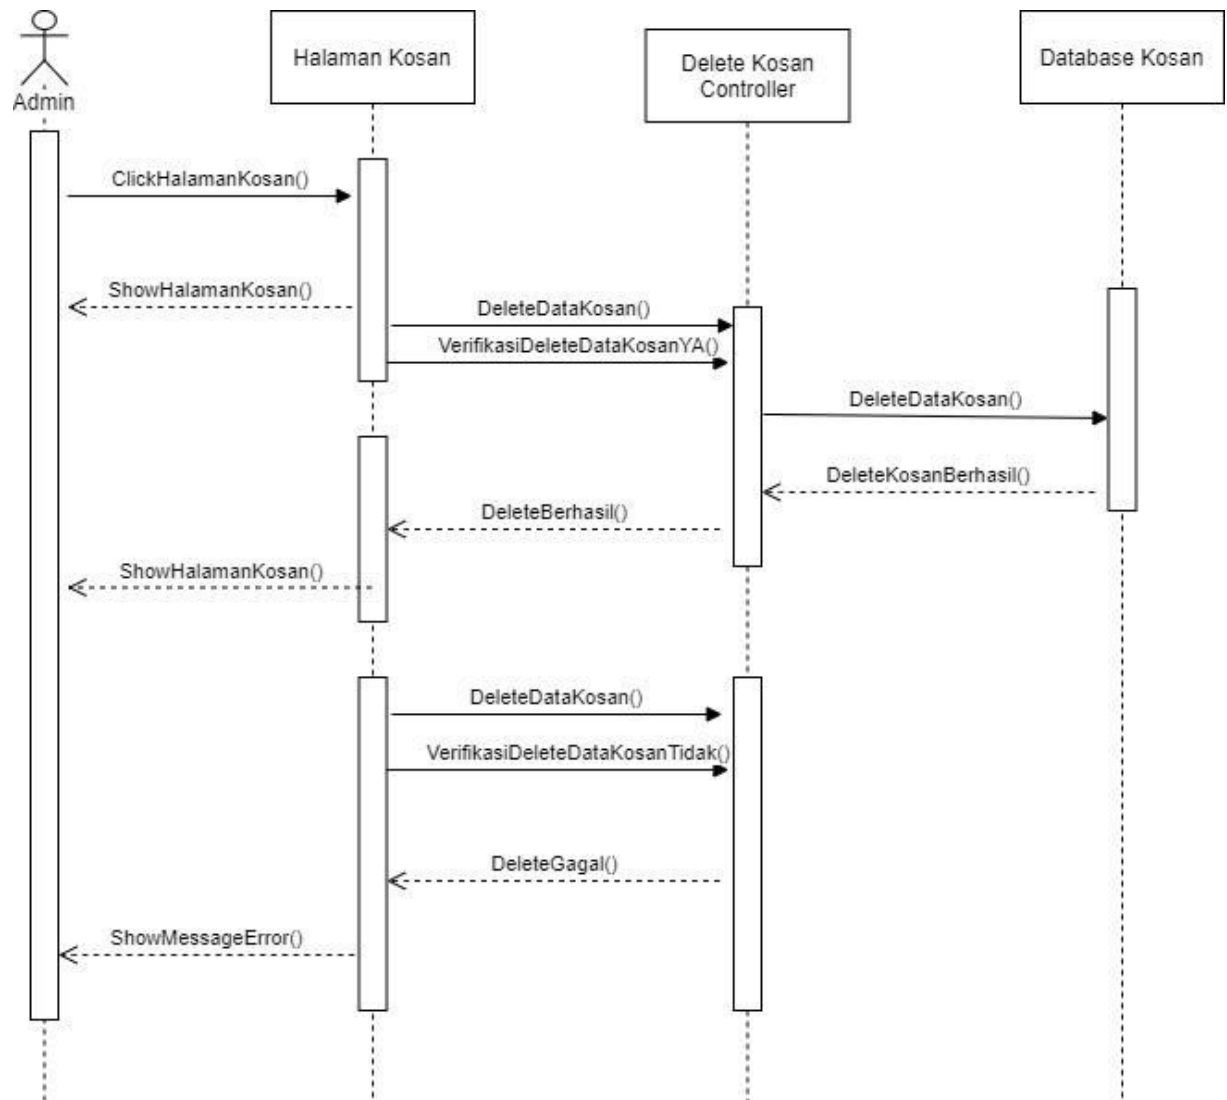 Admin
Halaman Kosan
Delete Kosan
Controller
Database Kosan
ClickHalamanKosan()
ShowHalamanKosan()
DeleteDataKosan()
VerifikasiDeleteDataKosanYA()
DeleteDataKosan()
DeleteKosanBerhasil()
DeleteBerhasil()
ShowHalamanKosan()
DeleteDataKosan()
VerifikasiDeleteDataKosanTidak()
DeleteGagal()
ShowMessageError()